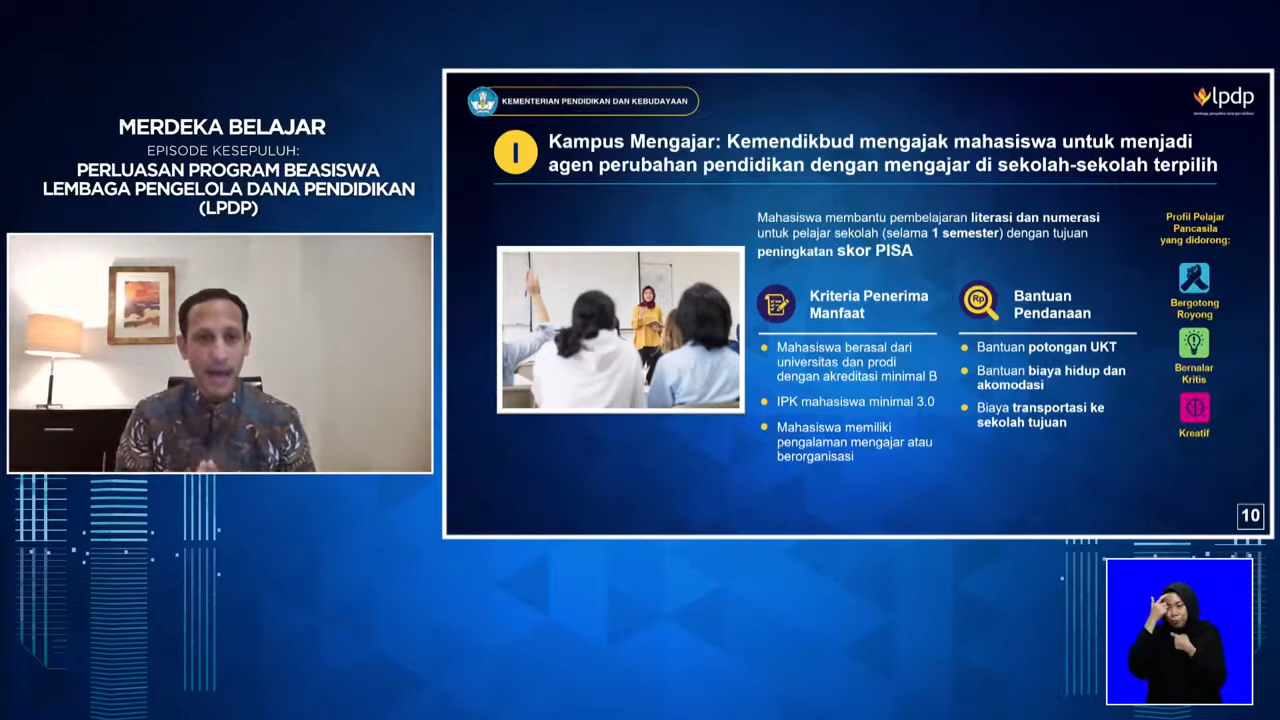 MERDEKA BELAJAR
EPISODE KESEPULUH:
PERLUASAN PROGRAM BEASISWA
LEMBAGA PENGELOLA DANA PENDIDIKAN
(LPDP)
KEMENTERIAN PENDIDIKAN DAN KEBUDAYAAN
lpdp
lembaga pengelola dana pendidikan
I
Kampus Mengajar: Kemendikbud mengajak mahasiswa untuk menjadi
agen perubahan pendidikan dengan mengajar di sekolah-sekolah terpilih
Mahasiswa membantu pembelajaran literasi dan numerasi
untuk pelajar sekolah (selama 1 semester) dengan tujuan
peningkatan skor PISA
Kriteria Penerima
Manfaat
Mahasiswa berasal dari
universitas dan prodi
dengan akreditasi minimal B
IPK mahasiswa minimal 3.0
Mahasiswa memiliki
pengalaman mengajar atau
berorganisasi
Rp
Bantuan
Pendanaan
Bantuan potongan UKT
Bantuan biaya hidup dan
akomodasi
Biaya transportasi ke
sekolah tujuan
Profil Pelajar
Pancasila
yang didorong:
Bergotong
Royong
Bernalar
Kritis
Kreatif
10